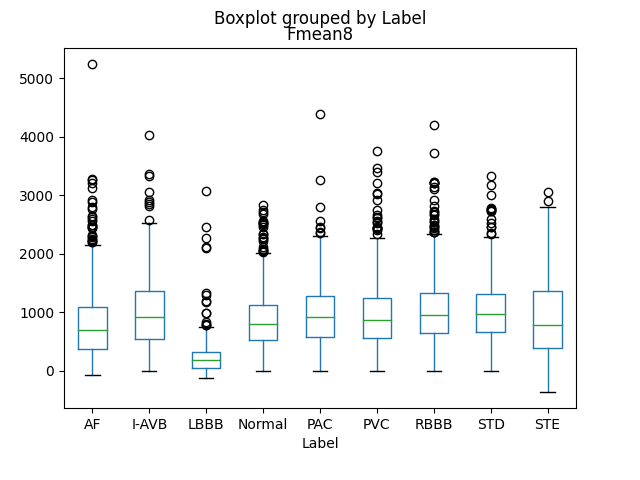 Boxplot grouped by Label
Fmean8
5000
4000
3000
2000
1000
0
AF I-AVB LBBB Normal PAC PVC RBBB STD STE
Label